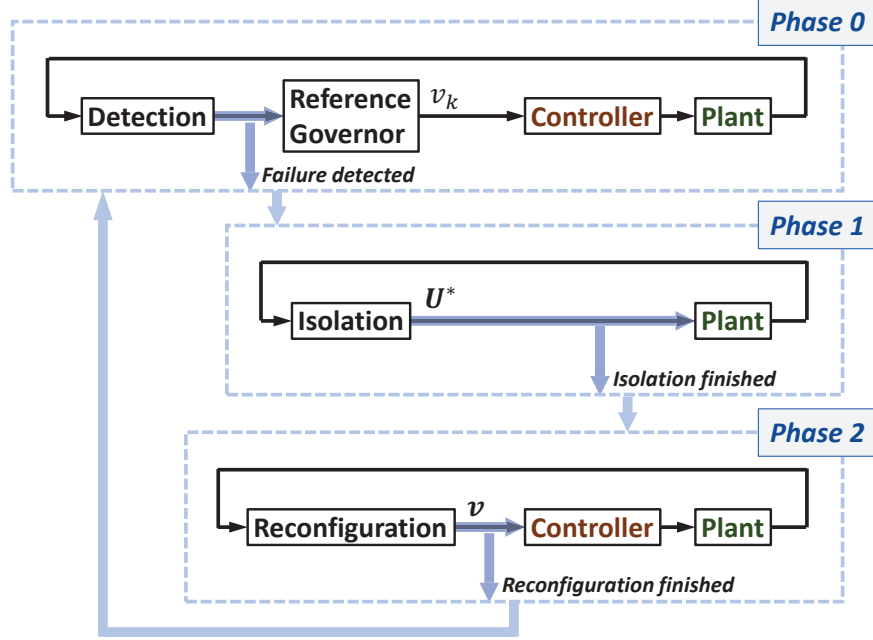 Phase 0
Detection
Reference
Governor
v_k
Controller
Plant
Failure detected
Phase 1
U*
Isolation
Plant
Isolation finished
Phase 2
v
Reconfiguration
Controller
Plant
Reconfiguration finished